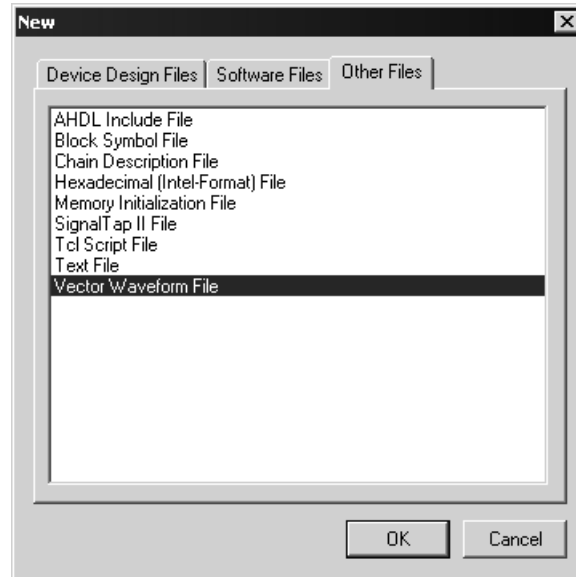 New
Device Design Files Software Files Other Files
AHDL Include File
Block Symbol File
Chain Description File
Hexadecimal (Intel-Format) File
Memory Initialization File
SignalTap II File
Tcl Script File
Text File
Vector Waveform File
OK Cancel